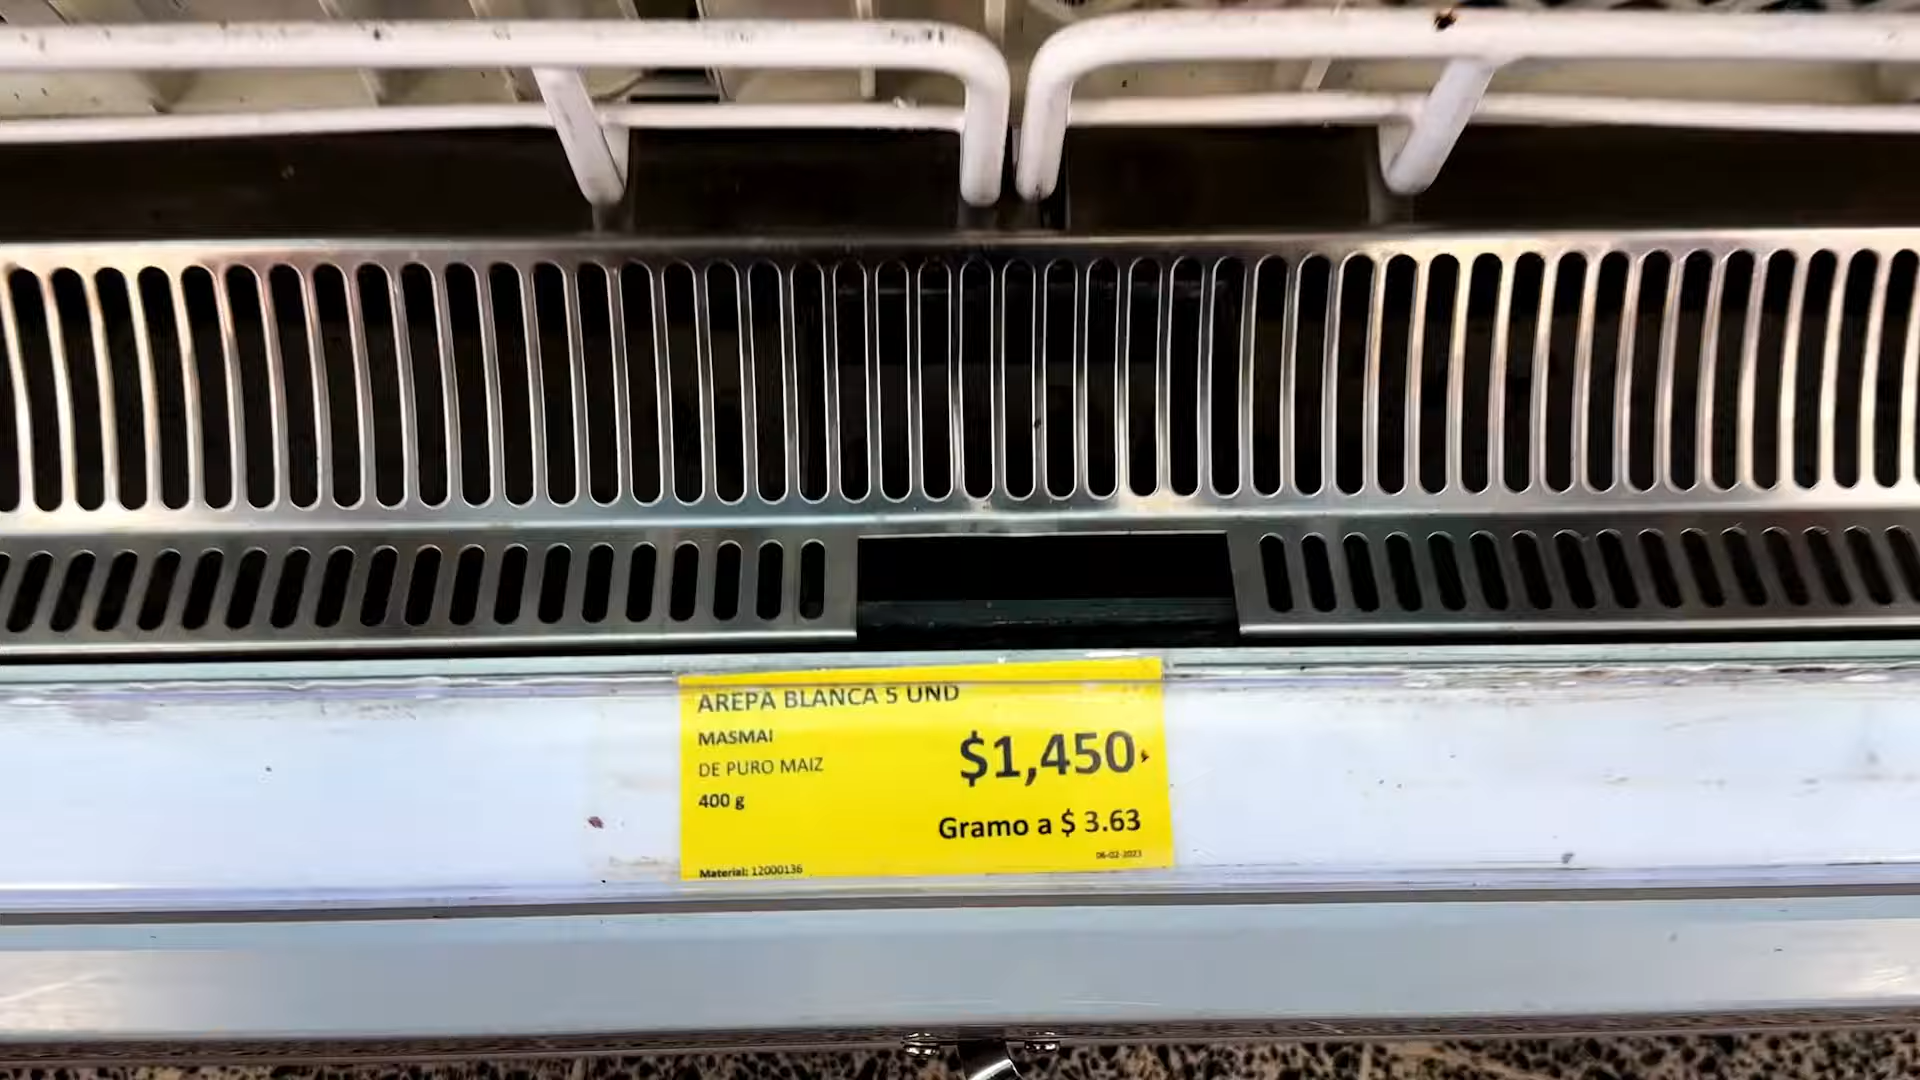 AREPA BLANCA 5 UND
MASMAI
DE PURO MAIZ
400 g
$1,450
Gramo a $ 3.63
06-02-2023
Material: 12000136